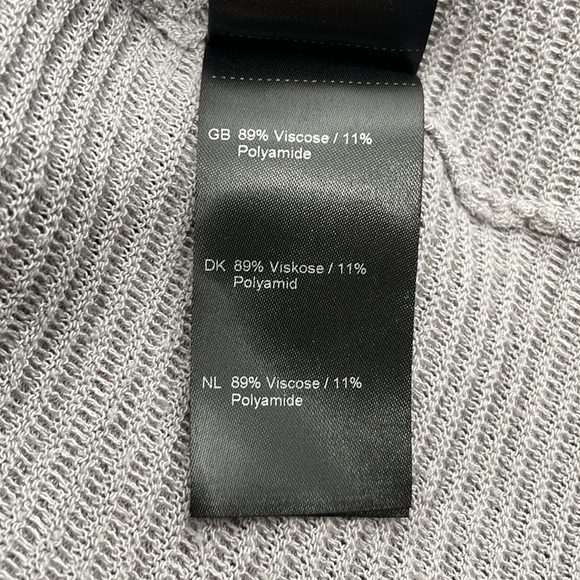 GB 89% Viscose / 11%
Polyamide
DK 89% Viskose / 11%
Polyamid
NL 89% Viscose / 11%
Polyamide